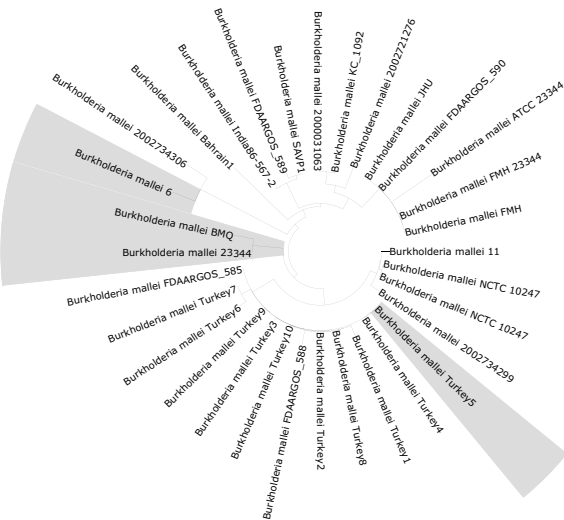 Burkholderia mallei 2000031063
Burkholderia mallei KC_1092
Burkholderia mallei 2002721276
Burkholderia mallei JHU
Burkholderia mallei FDAARGOS_590
Burkholderia mallei ATCC 23344
Burkholderia mallei FMH 23344
Burkholderia mallei FMH
Burkholderia mallei 11
Burkholderia mallei NCTC 10247
Burkholderia mallei NCTC 10247
Burkholderia mallei 2002734299
Burkholderia mallei Turkey5
Burkholderia mallei Turkey4
Burkholderia mallei Turkey1
Burkholderia mallei Turkey8
Burkholderia mallei Turkey2
Burkholderia mallei FDAARGOS_588
Burkholderia mallei Turkey10
Burkholderia mallei Turkey3
Burkholderia mallei Turkey9
Burkholderia mallei Turkey6
Burkholderia mallei Turkey7
Burkholderia mallei FDAARGOS_585
Burkholderia mallei 23344
Burkholderia mallei BMQ
Burkholderia mallei 6
Burkholderia mallei 2002734306
Burkholderia mallei Bahrain1
Burkholderia mallei India86-567-2
Burkholderia mallei FDAARGOS_589
Burkholderia mallei SAVP1